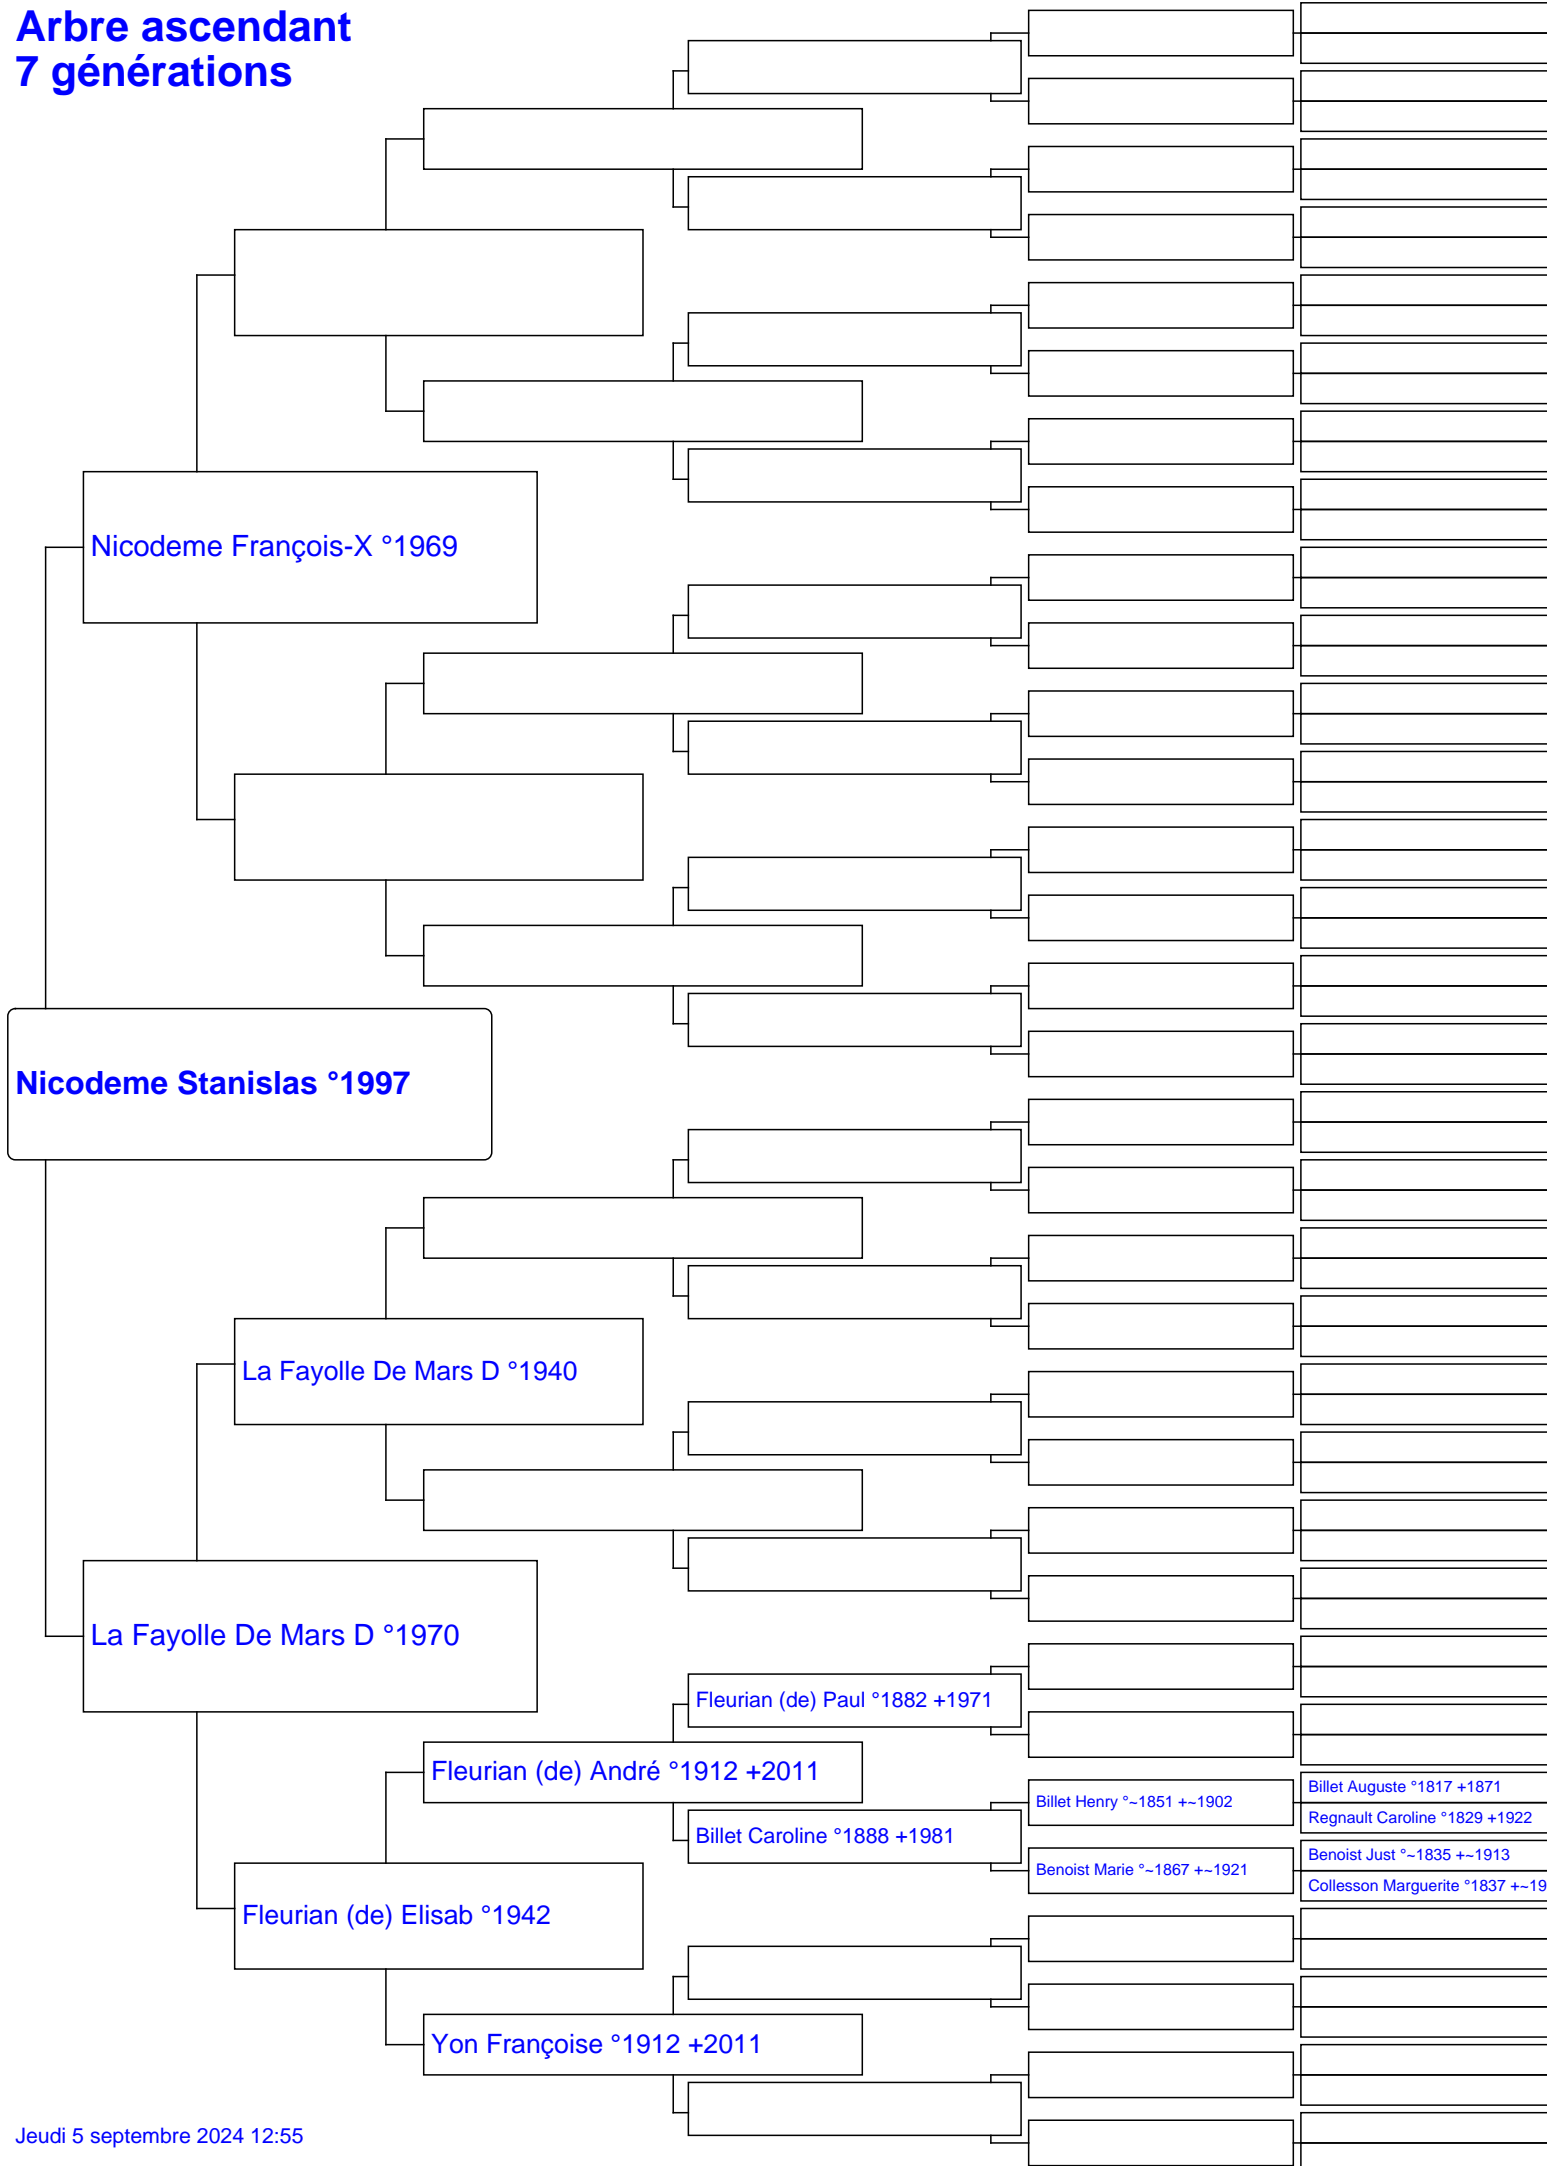 Arbre ascendant
7 générations
Nicodeme François-X °1969
Nicodeme Stanislas °1997
La Fayolle De Mars D °1940
La Fayolle De Mars D °1970
Fleurian (de) Paul °1882 +1971
Fleurian (de) André °1912 +2011
Billet Auguste °1817 +1871
Billet Henry °~1851 +~1902
Regnault Caroline °1829 +1922
Billet Caroline °1888 +1981
Benoist Just °~1835 +~1913
Benoist Marie °~1867 +~1921
Collesson Marguerite °1837 +~19
Fleurian (de) Elisab °1942
Yon Françoise °1912 +2011
Jeudi 5 septembre 2024 12:55